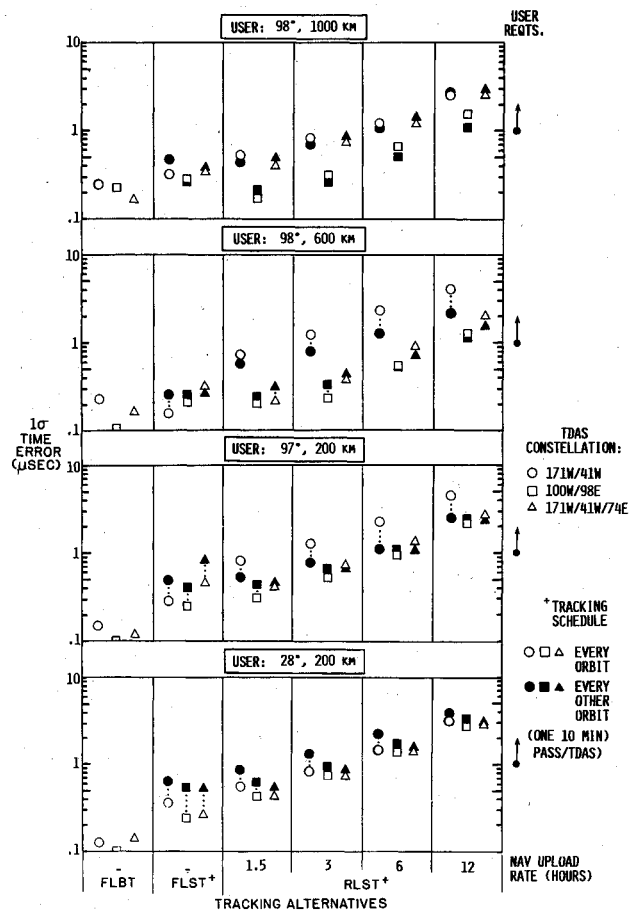 USER: 98°, 1000 KM
USER
REQTS.
10
1
.1
USER: 98°, 600 KM
10
1
.1
1σ
TIME
ERROR
(μSEC)
USER: 97°, 200 KM
10
1
.1
USER: 28°, 200 KM
10
1
.1
TDAS
CONSTELLATION:
○ 171W/41W
□ 100W/98E
△ 171W/41W/74E
+TRACKING
SCHEDULE
○□△ EVERY
ORBIT
●■▲ EVERY
OTHER
ORBIT
(ONE 10 MIN)
PASS/TDAS)
- - 1.5 3 6 12 NAV UPLOAD
RATE (HOURS)
FLBT FLST+ RLST+
TRACKING ALTERNATIVES